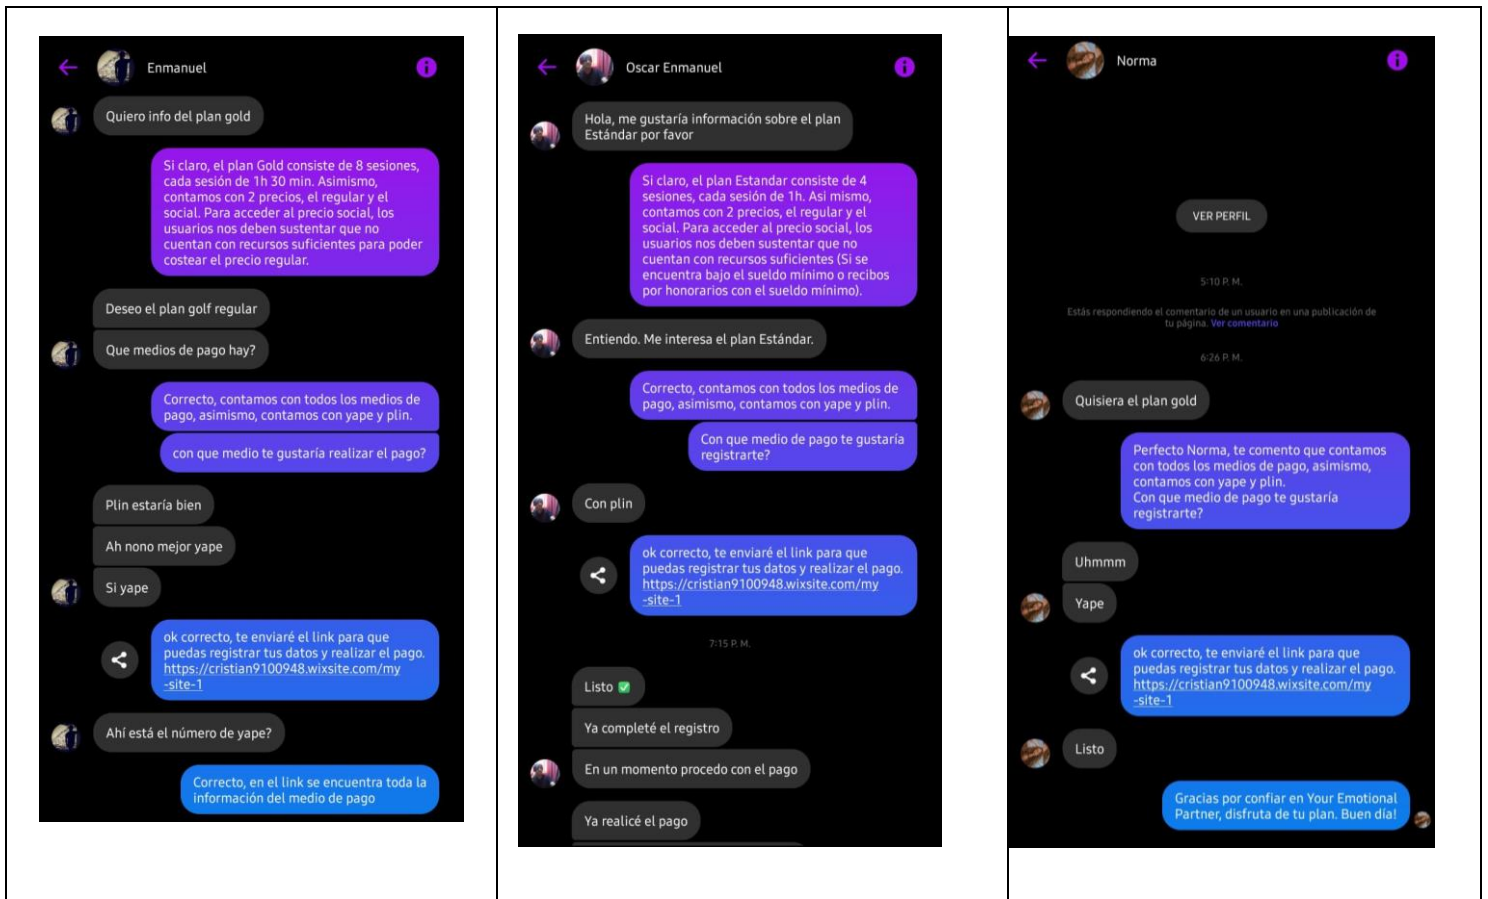 Enmanuel
Quiero info del plan gold
Si claro, el plan Gold consiste de 8 sesiones,
cada sesión de 1h 30 min. Asimismo,
contamos con 2 precios, el regular y el
social. Para acceder al precio social, los
usuarios nos deben sustentar que no
cuentan con recursos suficientes para poder
costear el precio regular.
Deseo el plan golf regular
Que medios de pago hay?
Correcto, contamos con todos los medios de
pago, asimismo, contamos con yape y plin.
con que medio te gustaría realizar el pago?
Plin estaría bien
Ah nono mejor yape
Si yape
ok correcto, te enviaré el link para que
puedas registrar tus datos y realizar el pago.
https://cristian9100948.wixsite.com/my
-site-1
Ahí está el número de yape?
Correcto, en el link se encuentra toda la
información del medio de pago
Oscar Enmanuel
Hola, me gustaría información sobre el plan
Estándar por favor
Si claro, el plan Estandar consiste de 4
sesiones, cada sesión de 1h. Asi mismo,
contamos con 2 precios, el regular y el
social. Para acceder al precio social, los
usuarios nos deben sustentar que no
cuentan con recursos suficientes (Si se
encuentra bajo el sueldo mínimo o recibos
por honorarios con el sueldo mínimo).
Entiendo. Me interesa el plan Estándar.
Correcto, contamos con todos los medios de
pago, asimismo, contamos con yape y plin.
Con que medio de pago te gustaría
registrarte?
Con plin
ok correcto, te enviaré el link para que
puedas registrar tus datos y realizar el pago.
https://cristian9100948.wixsite.com/my
-site-1
7:15 P. M.
Listo ✅
Ya completé el registro
En un momento procedo con el pago
Ya realicé el pago
Norma
VER PERFIL
5:10 P. M.
Estás respondiendo el comentario de un usuario en una publicación de
tu página. Ver comentario
6:26 P. M.
Quisiera el plan gold
Perfecto Norma, te comento que contamos
con todos los medios de pago, asimismo,
contamos con yape y plin.
Con que medio de pago te gustaría
registrarte?
Uhmmm
Yape
ok correcto, te enviaré el link para que
puedas registrar tus datos y realizar el pago.
https://cristian9100948.wixsite.com/my
-site-1
Listo
Gracias por confiar en Your Emotional
Partner, disfruta de tu plan. Buen día!